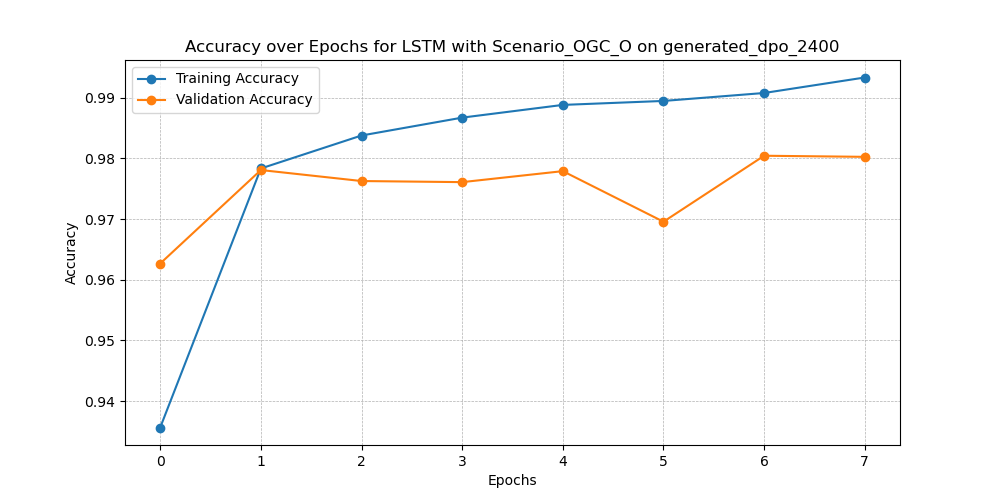 Accuracy over Epochs for LSTM with Scenario_OGC_O on generated_dpo_2400
Training Accuracy
Validation Accuracy
0.99
0.98
0.97
0.96
0.95
0.94
Accuracy
0 1 2 3 4 5 6 7
Epochs